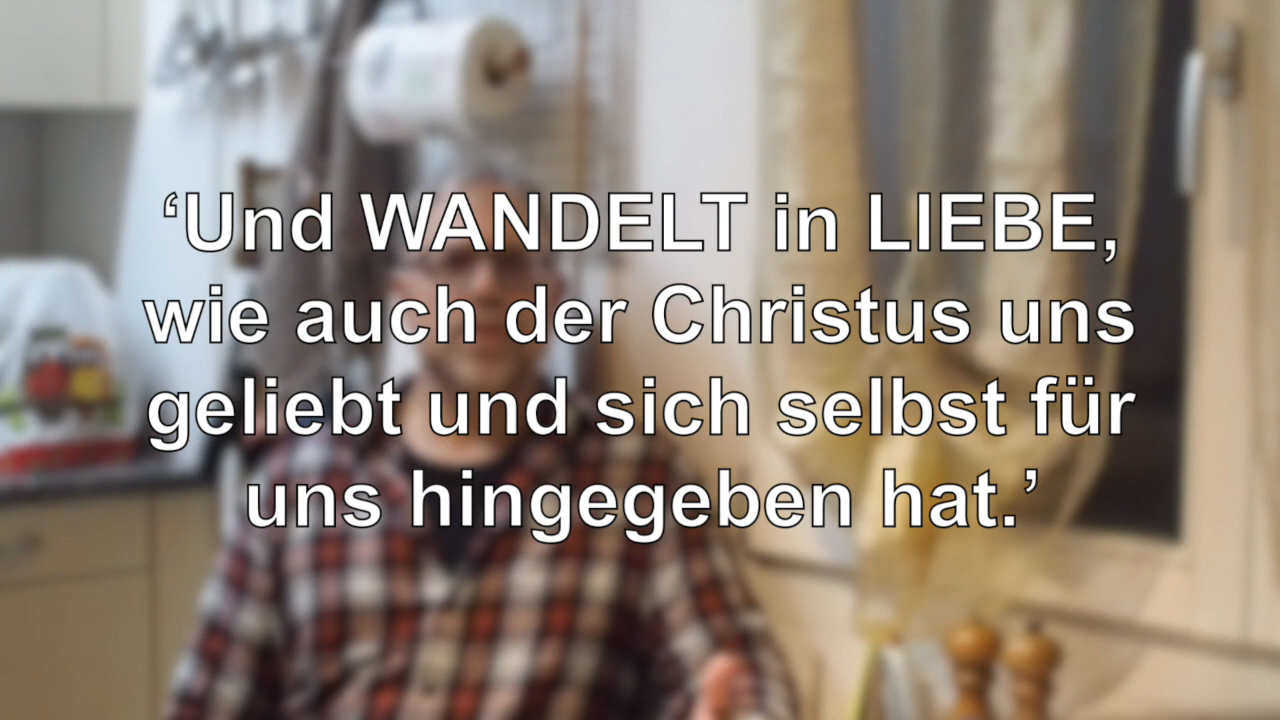 ‘Und WANDELT in LIEBE,
wie auch der Christus uns
geliebt und sich selbst für
uns hingegeben hat.’